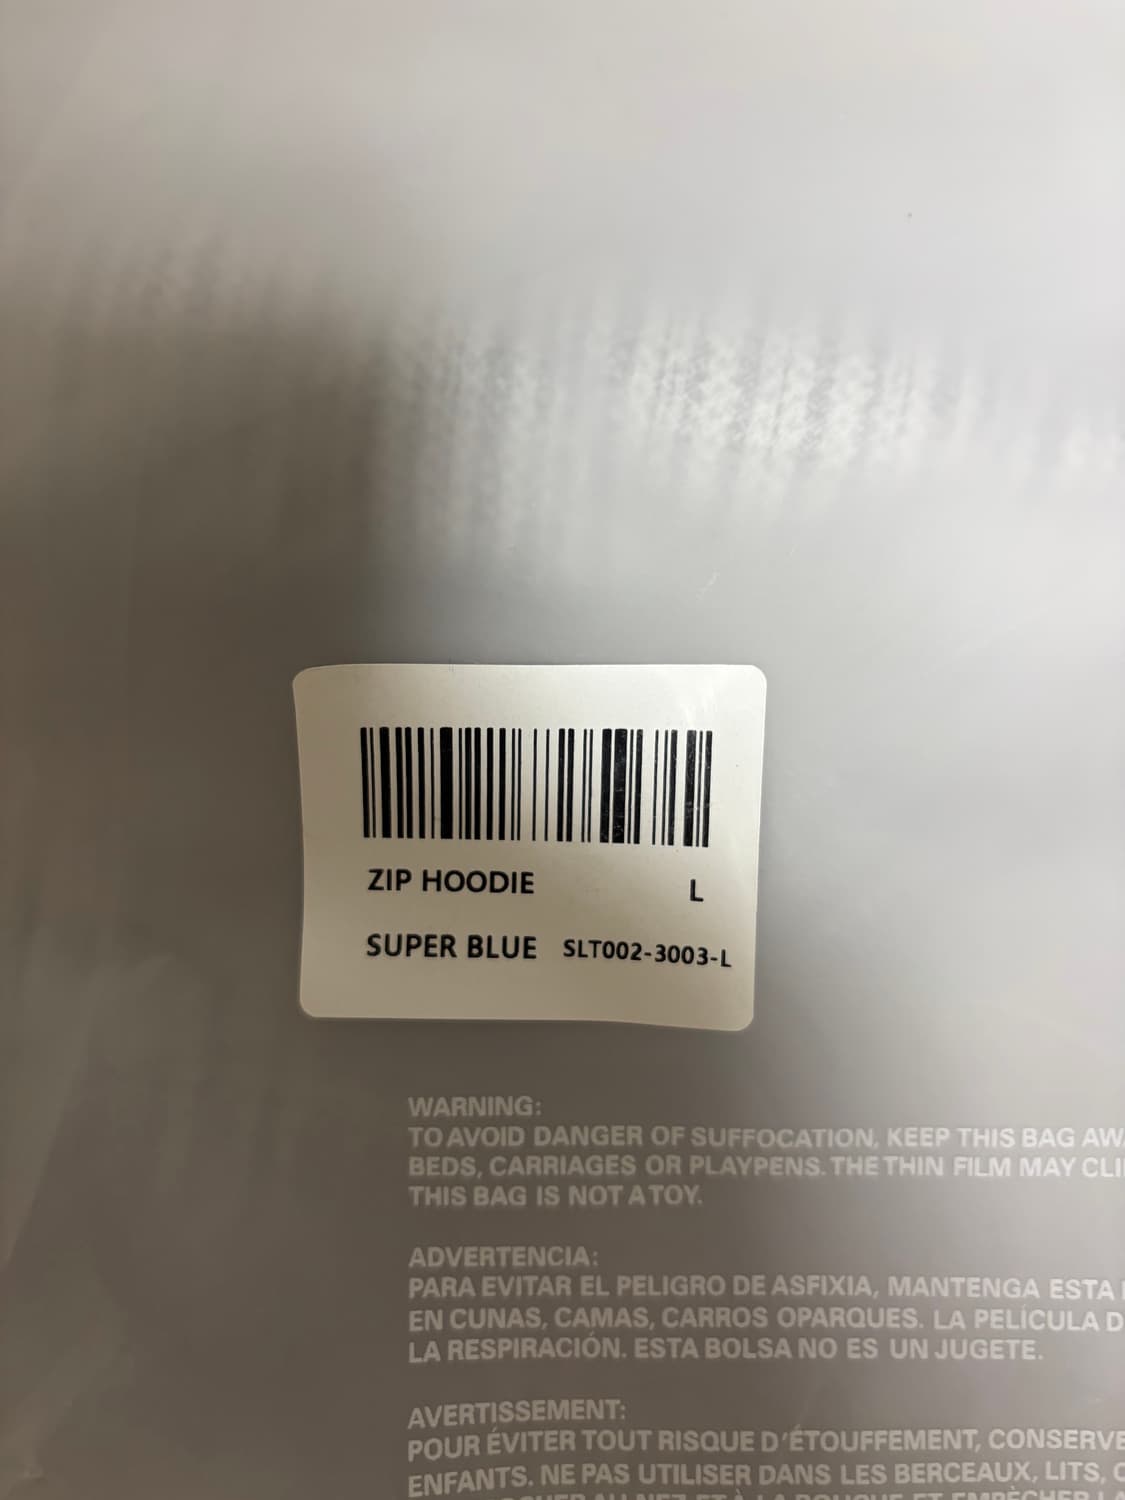 ZIP HOODIE L
SUPER BLUE SLT002-3003-L
WARNING:
TO AVOID DANGER OF SUFFOCATION, KEEP THIS BAG
BEDS, CARRIAGES OR PLAYPENS. THE THIN FILM MAY
THIS BAG IS NOT A TOY.
ADVERTENCIA:
PARA EVITAR EL PELIGRO DE ASFIXIA, MANTENGA ESTA
EN CUNAS, CAMAS, CARROS OPARQUES. LA PELÍCULA
LA RESPIRACIÓN. ESTA BOLSA NO ES UN JUGETE.
AVERTISSEMENT:
POUR ÉVITER TOUT RISQUE D'ÉTOUFFEMENT, CONSERVE
ENFANTS. NE PAS UTILISER DANS LES BERCEAUX, LITS,